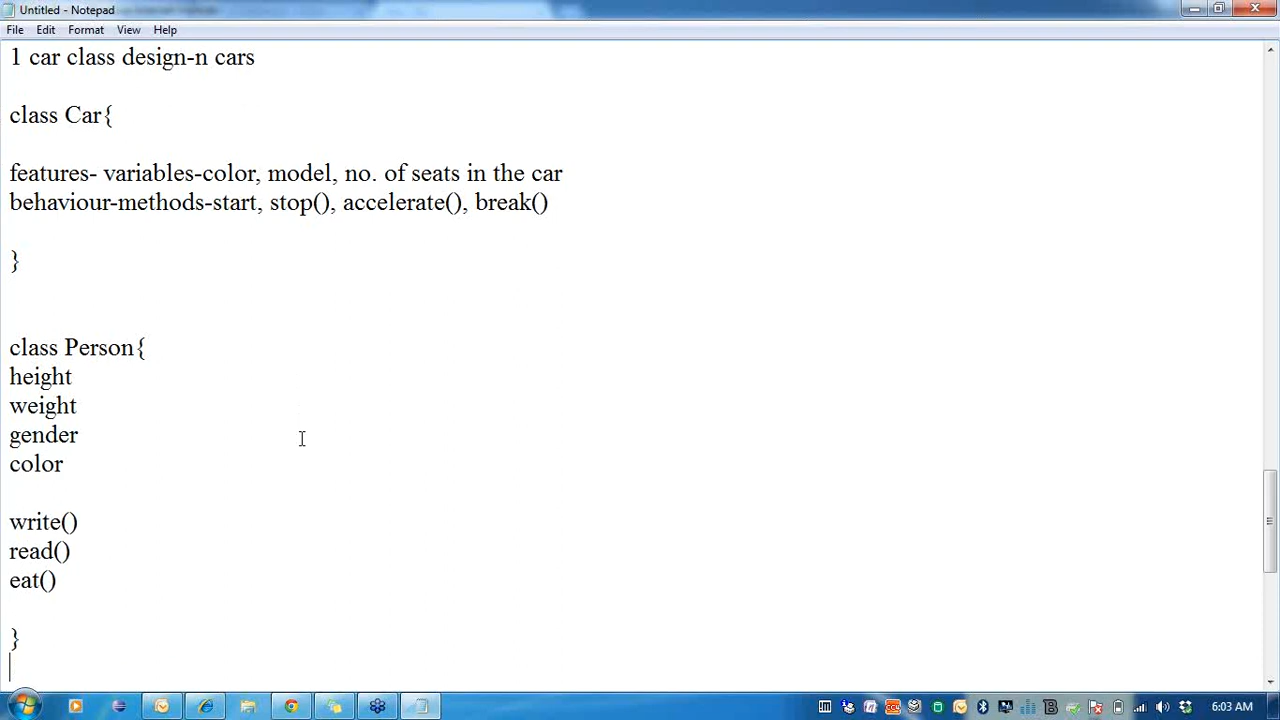 Untitled - Notepad
File Edit Format View Help
1 car class design-n cars
class Car{
features- variables-color, model, no. of seats in the car
behaviour-methods-start, stop(), accelerate(), break()
}
class Person{
height
weight
gender
color
write()
read()
eat()
}
6:03 AM